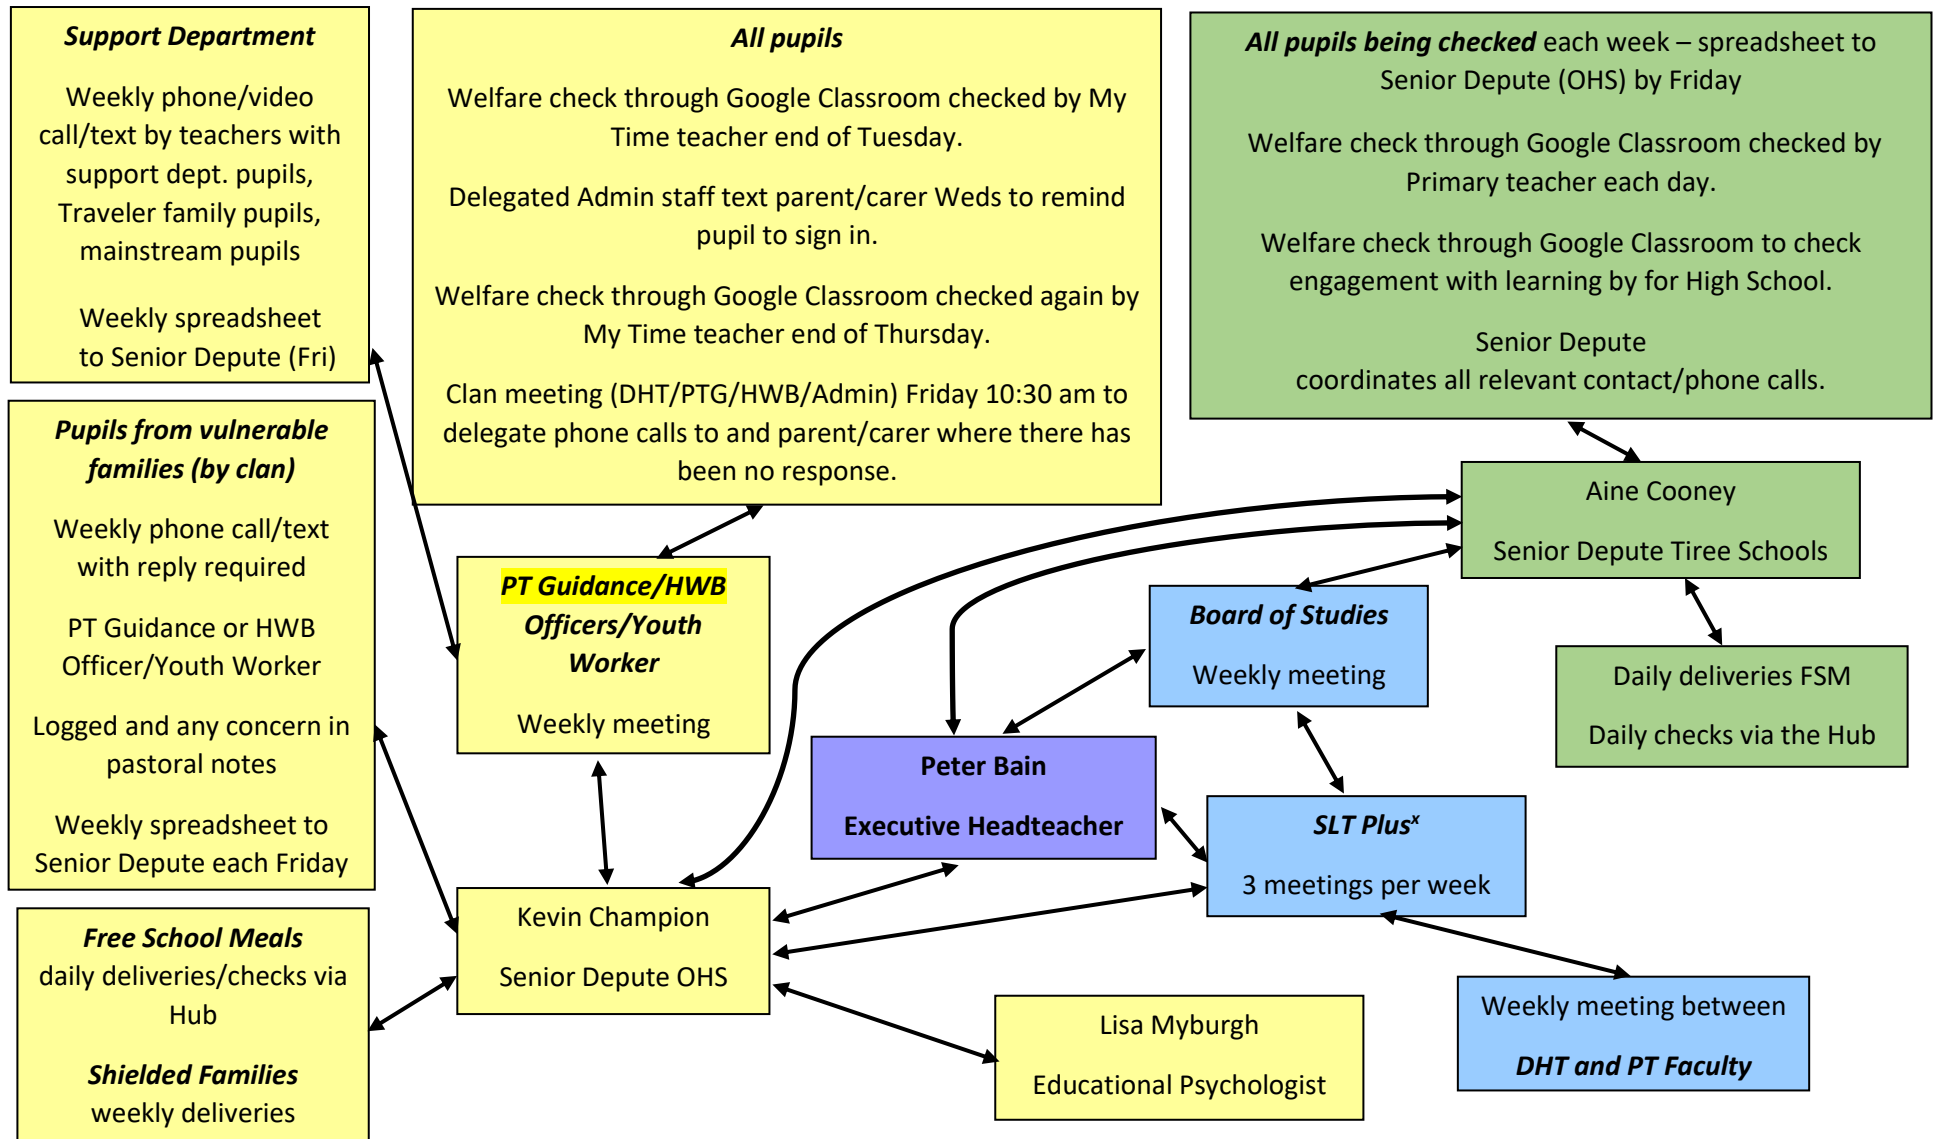 Support Department
Weekly phone/video
call/text by teachers with
support dept. pupils,
Traveler family pupils,
mainstream pupils
Weekly spreadsheet
to Senior Depute (Fri)
All pupils
Welfare check through Google Classroom checked by My
Time teacher end of Tuesday.
Delegated Admin staff text parent/carer Weds to remind
pupil to sign in.
Welfare check through Google Classroom checked again by
My Time teacher end of Thursday.
Clan meeting (DHT/PTG/HWB/Admin) Friday 10:30 am to
delegate phone calls to and parent/carer where there has
been no response.
All pupils being checked each week – spreadsheet to
Senior Depute (OHS) by Friday
Welfare check through Google Classroom checked by
Primary teacher each day.
Welfare check through Google Classroom to check
engagement with learning by for High School.
Senior Depute
coordinates all relevant contact/phone calls.
Pupils from vulnerable
families (by clan)
Weekly phone call/text
with reply required
PT Guidance or HWB
Officer/Youth Worker
Logged and any concern in
pastoral notes
Weekly spreadsheet to
Senior Depute each Friday
Aine Cooney
Senior Depute Tiree Schools
PT Guidance/HWB
Officers/Youth
Worker
Weekly meeting
Board of Studies
Weekly meeting
Daily deliveries FSM
Daily checks via the Hub
Peter Bain
Executive Headteacher
SLT Plusˣ
3 meetings per week
Kevin Champion
Senior Depute OHS
Free School Meals
daily deliveries/checks via
Hub
Shielded Families
weekly deliveries
Lisa Myburgh
Educational Psychologist
Weekly meeting between
DHT and PT Faculty